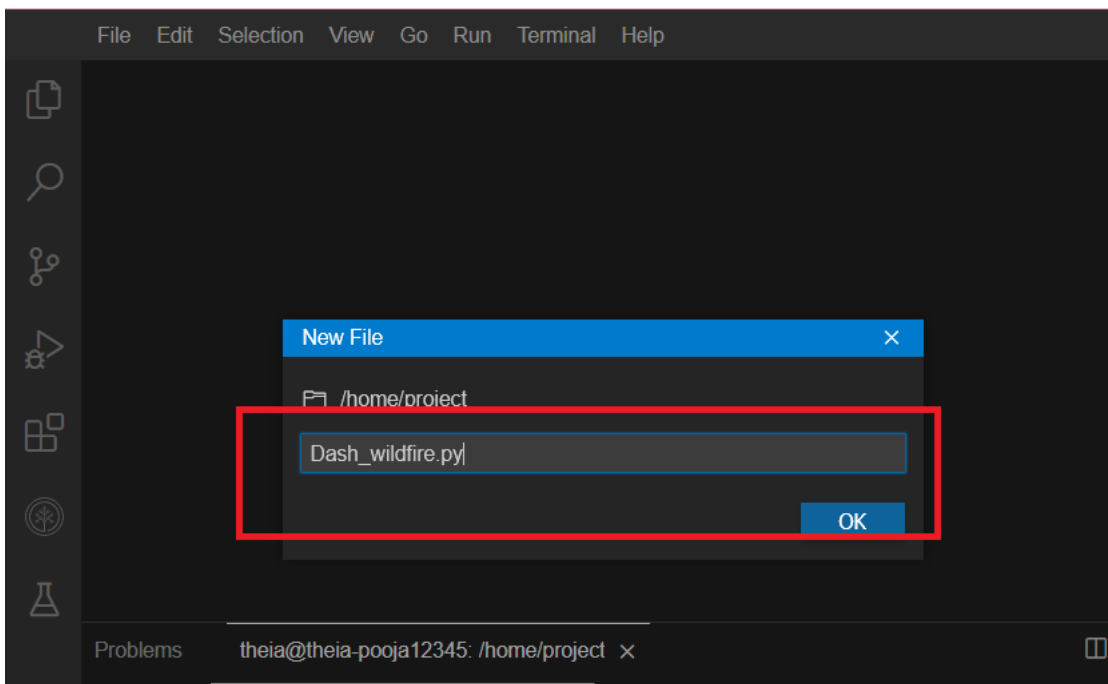 File Edit Selection View Go Run Terminal Help
New File
/home/project
Dash_wildfire.py
OK
Problems theia@theia-pooja12345: /home/project